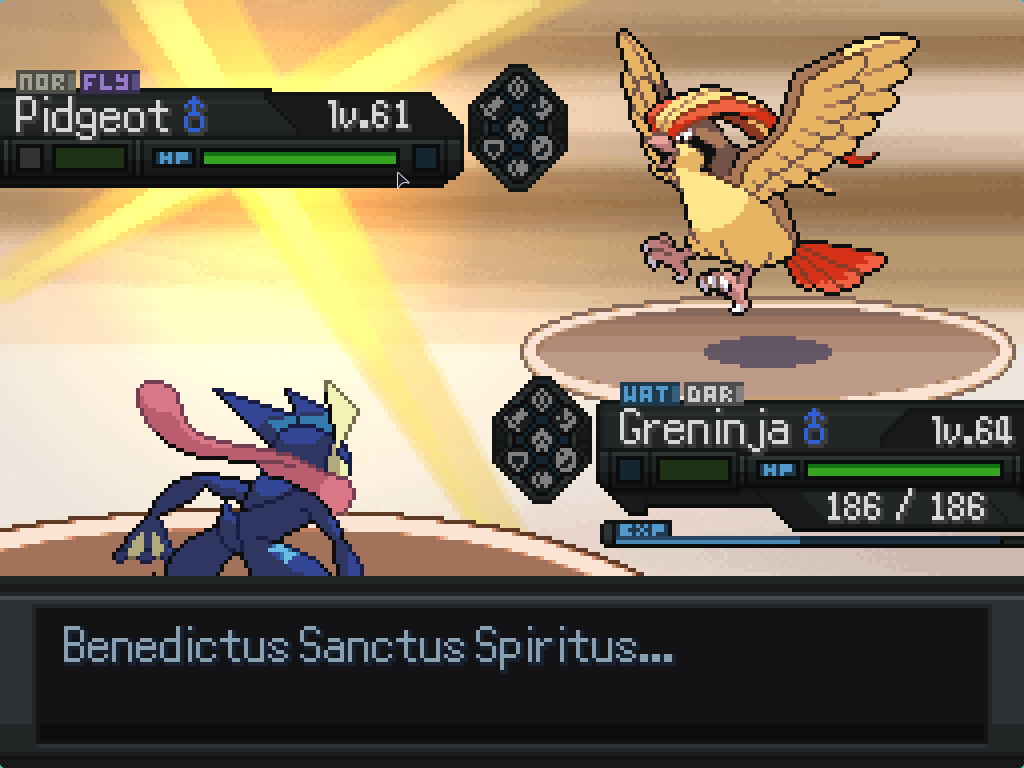 NOR FLY
Pidgeot ♂ lv.61
HP
WAT DAR
Greninja ♂ lv.64
HP
186 / 186
EXP
Benedictus Sanctus Spiritus...